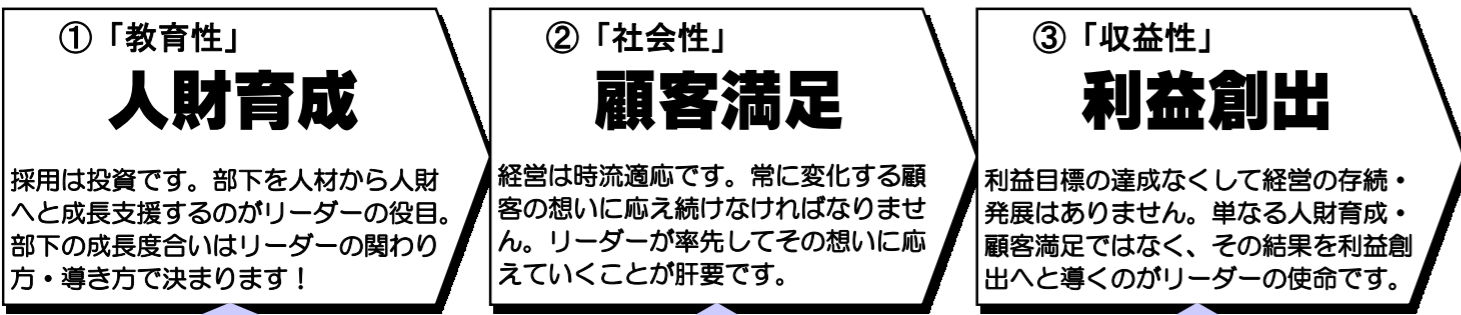 ①「教育性」
人財育成
採用は投資です。部下を人材から人財
へと成長支援するのがリーダーの役目。
部下の成長度合いはリーダーの関わり
方・導き方で決まります！
②「社会性」
顧客満足
経営は時流適応です。常に変化する顧
客の想いに応え続けなければなりませ
ん。リーダーが率先してその想いに応
えていくことが肝要です。
③「収益性」
利益創出
利益目標の達成なくして経営の存続・
発展はありません。単なる人財育成・
顧客満足ではなく、その結果を利益創
出へと導くのがリーダーの使命です。